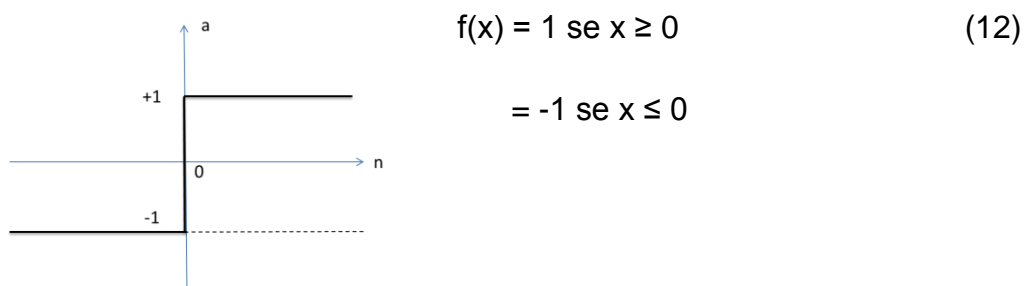 a
f(x) = 1 se x ≥ 0 (12)
+1
= -1 se x ≤ 0
n
0
-1